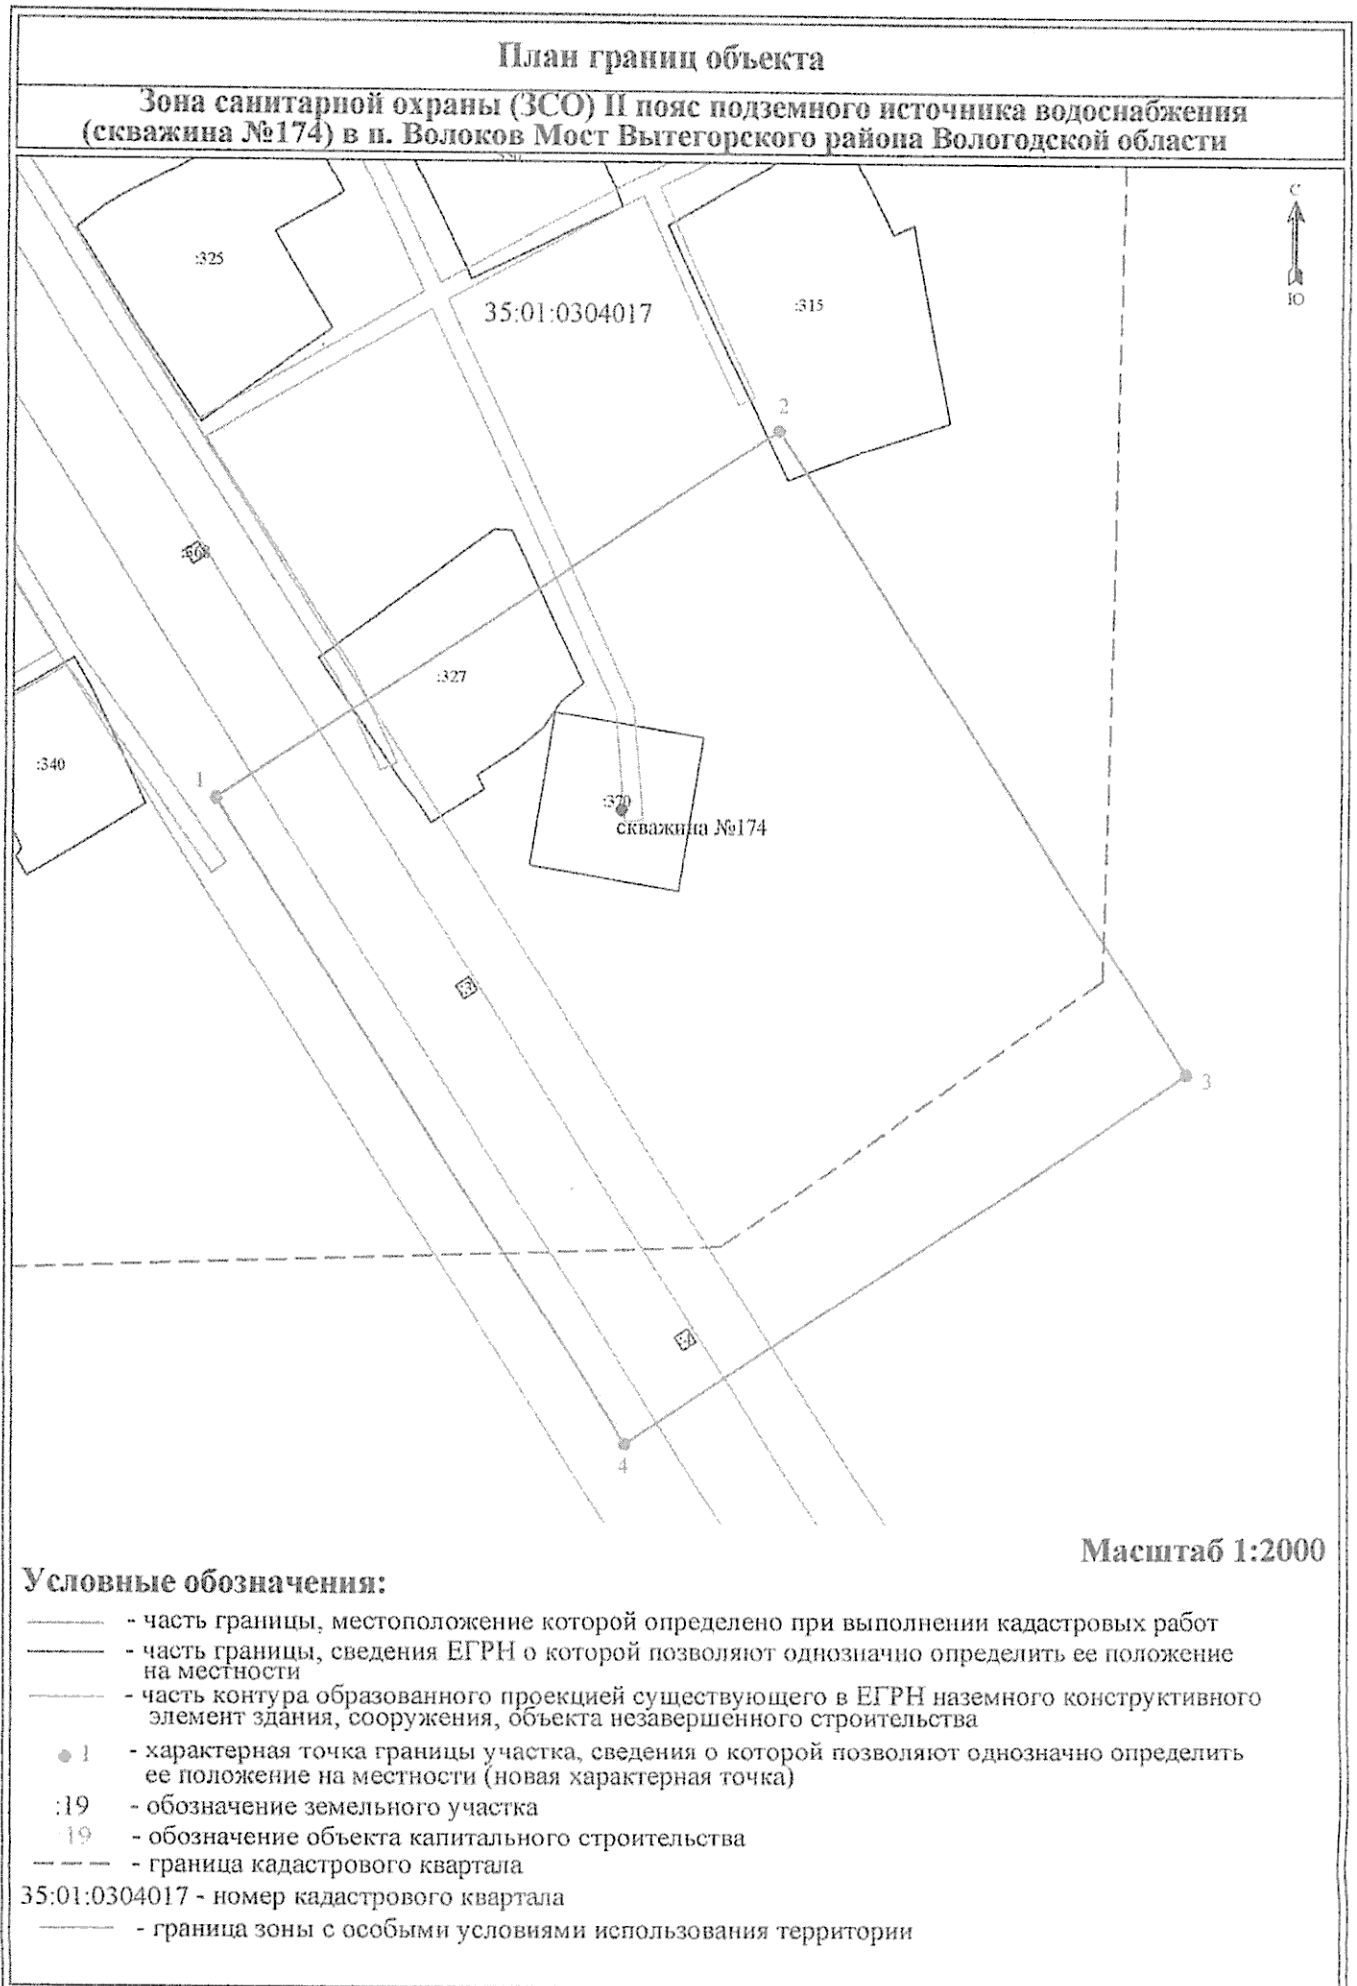 План границ объекта
Зона санитарной охраны (ЗСО) II пояс подземного источника водоснабжения
(скважина №174) в п. Волоков Мост Вытегорского района Вологодской области
С
:325
35:01:0304017
:315
Ю
2
:327
:340
1
:370
скважина №174
3
4
Масштаб 1:2000
Условные обозначения:
- часть границы, местоположение которой определено при выполнении кадастровых работ
- часть границы, сведения ЕГРН о которой позволяют однозначно определить ее положение
на местности
- часть контура образованного проекцией существующего в ЕГРН наземного конструктивного
элемент здания, сооружения, объекта незавершенного строительства
1 - характерная точка границы участка, сведения о которой позволяют однозначно определить
ее положение на местности (новая характерная точка)
:19 - обозначение земельного участка
19 - обозначение объекта капитального строительства
- граница кадастрового квартала
35:01:0304017 - номер кадастрового квартала
- граница зоны с особыми условиями использования территории